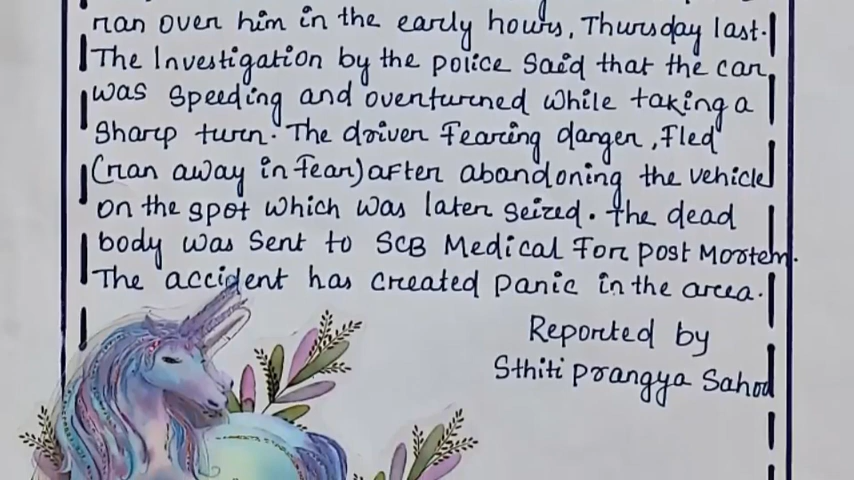 ran over him in the early hours, Thursday last.
The Investigation by the police said that the car
was speeding and overturned while taking a
Sharp turn. The driver Fearing danger, Fled
(ran away in fear) after abandoning the vehicle
on the spot which was later seized. the dead
body was Sent to SCB Medical For post Mortem.
The accident has created panic in the area.
Reported by
Sthiti prangya Sahoo